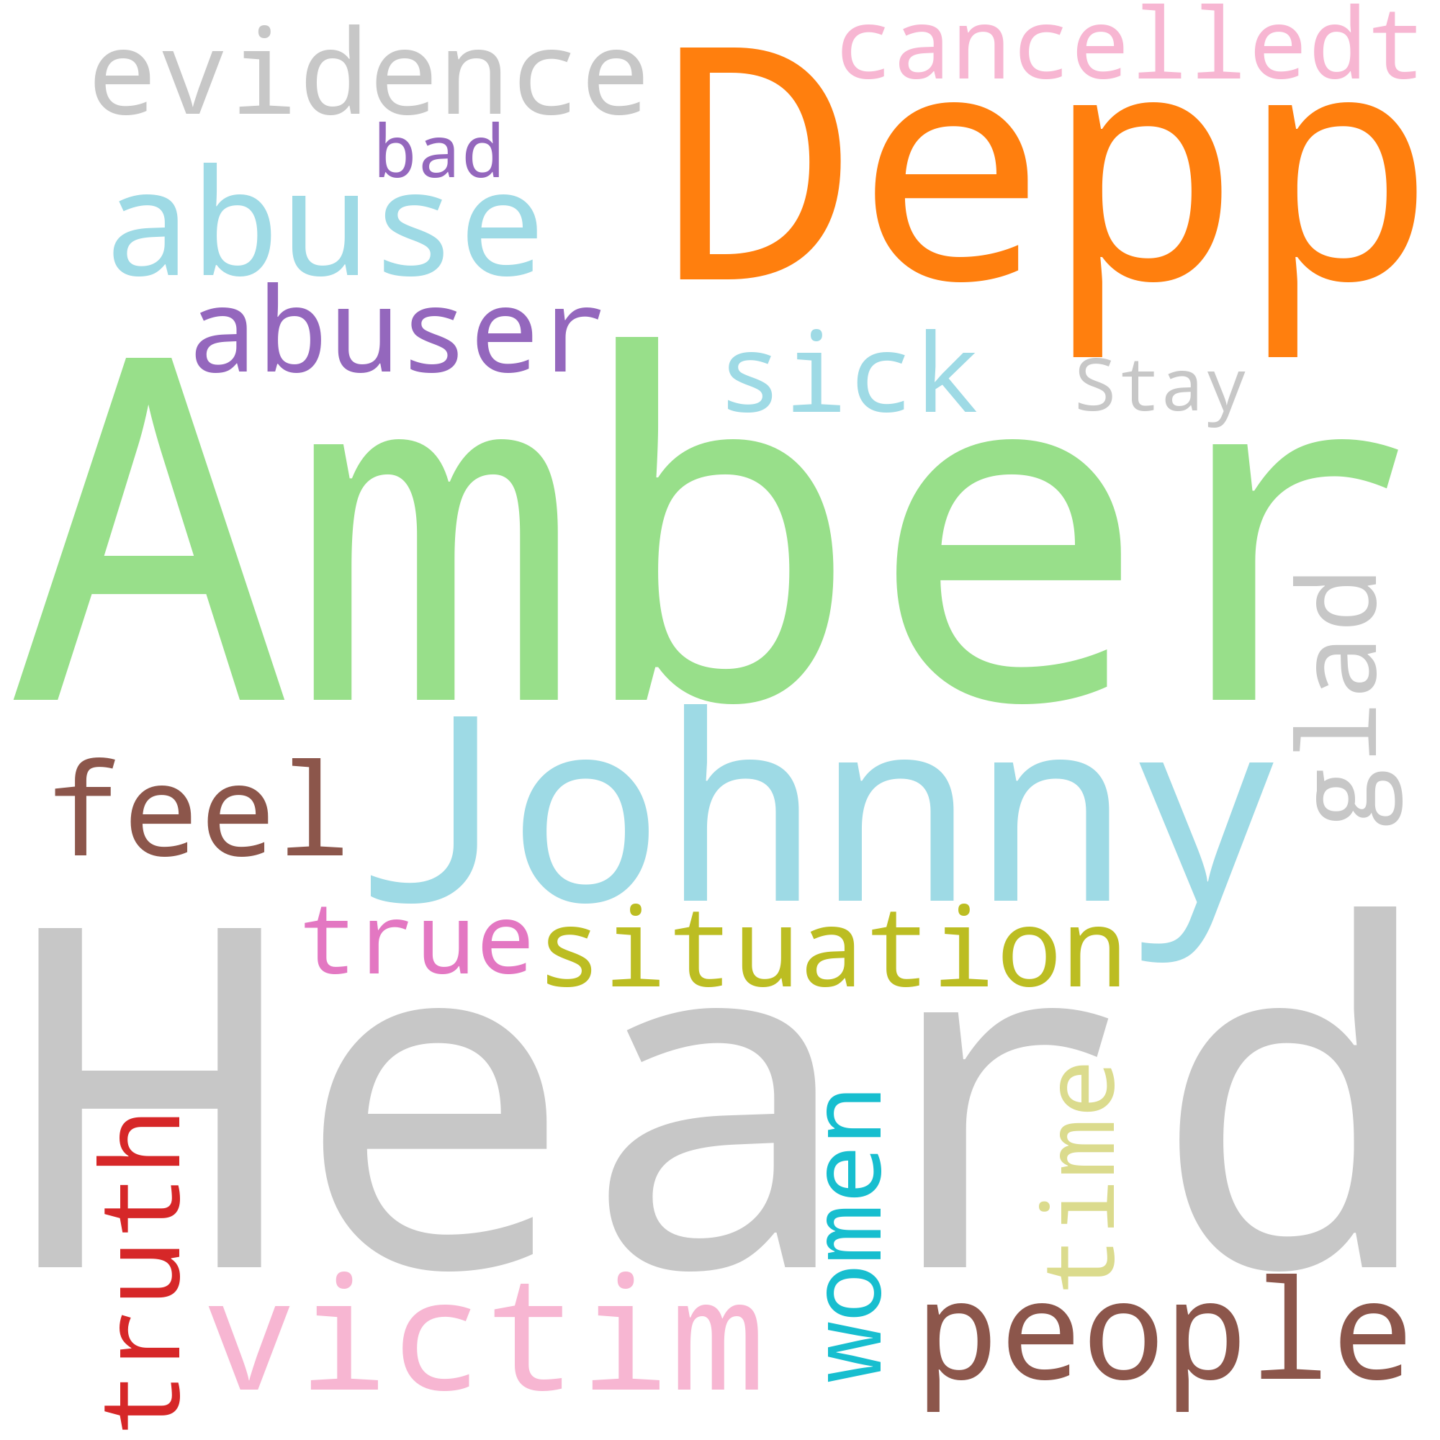 cancelledt
evidence
Depp
bad
abuse
abuser
sick
Stay
Amber
glad
Johnny
feel
true
situation
Heard
truth
women
time
victim
people